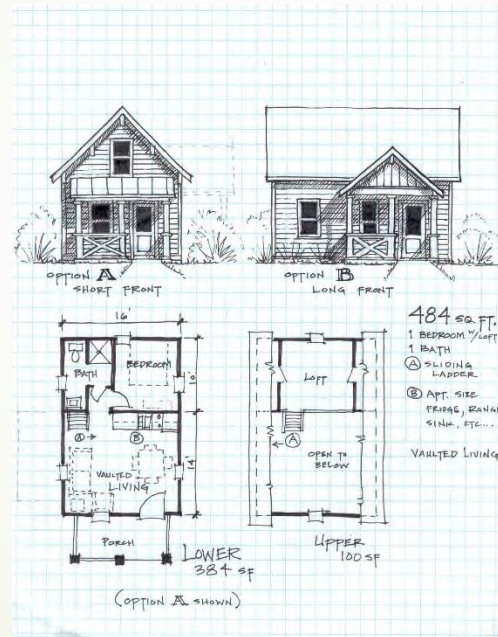 OPTION A
SHORT FRONT
OPTION B
LONG FRONT
484 SQ FT.
1 BEDROOM W/LOFT
1 BATH
A SLIDING
LADDER
B APT. SIZE
FRIDGE, RANGE
SINK, ETC...
VAULTED LIVING
16'
BATH
BEDROOM
10'
A
B
VAULTED
LIVING
14'
PORCH
LOWER
384 SF
(OPTION A SHOWN)
LOFT
A
OPEN TO
BELOW
UPPER
100 SF